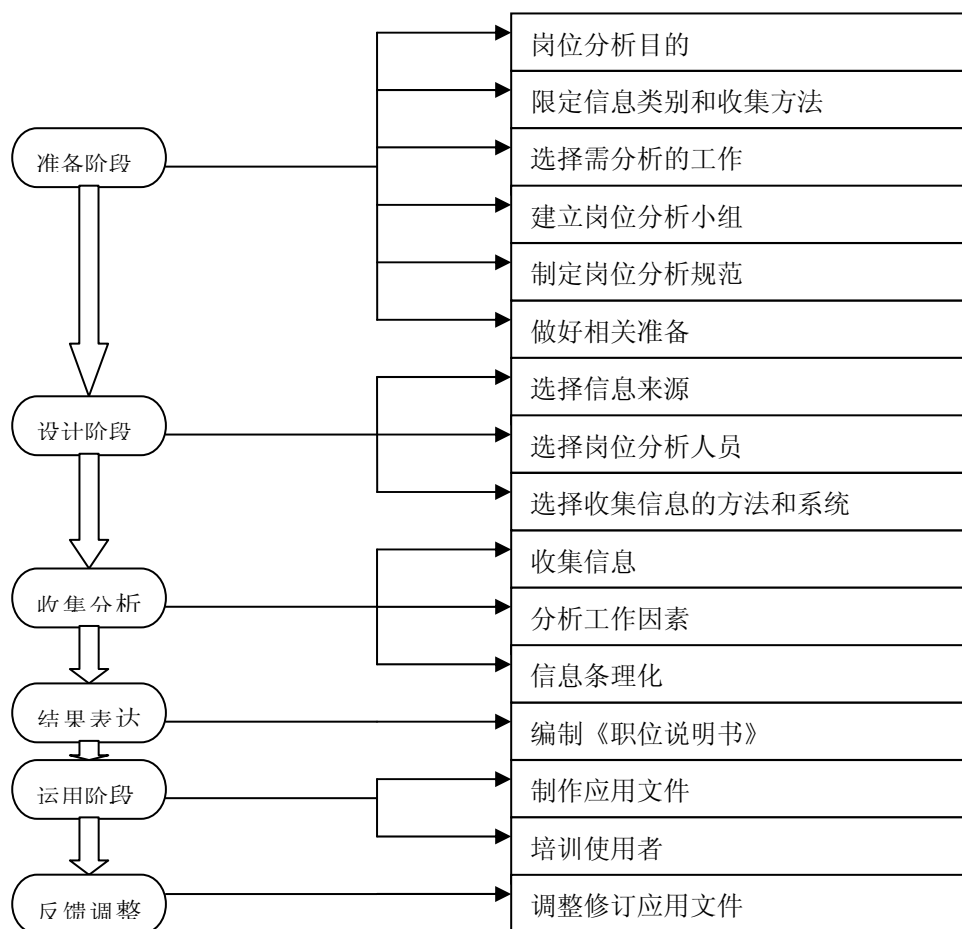 准备阶段
岗位分析目的
限定信息类别和收集方法
选择需分析的工作
建立岗位分析小组
制定岗位分析规范
做好相关准备
设计阶段
选择信息来源
选择岗位分析人员
选择收集信息的方法和系统
收集分析
收集信息
分析工作因素
信息条理化
结果表达
编制《职位说明书》
运用阶段
制作应用文件
培训使用者
反馈调整
调整修订应用文件